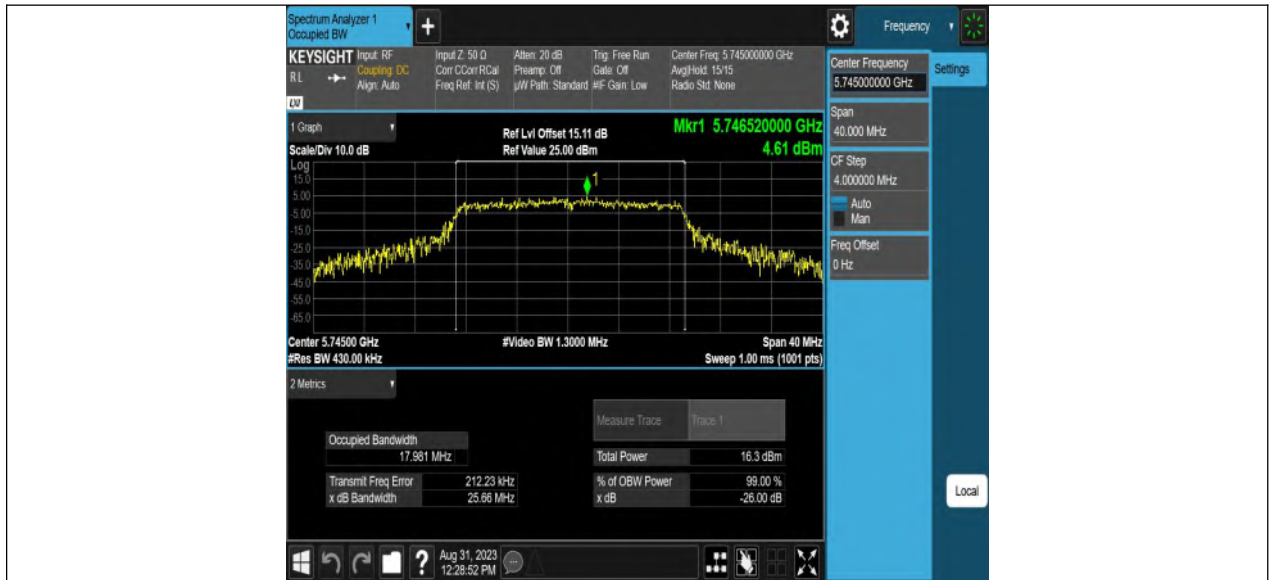 Spectrum Analyzer 1
Occupied BW
+
Frequency
KEYSIGHT
RL
LXI
Input: RF
Coupling: DC
Align: Auto
Input Z: 50 Ω
Corr CCorr RCal
Freq Ref: Int (S)
Atten: 20 dB
Preamp: Off
µW Path: Standard
Trig: Free Run
Gate: Off
#IF Gain: Low
Center Freq: 5.745000000 GHz
Avg|Hold: 15/15
Radio Std: None
Center Frequency
5.745000000 GHz
Settings
Span
40.000 MHz
CF Step
4.000000 MHz
Auto
Man
Freq Offset
0 Hz
1 Graph
Scale/Div 10.0 dB
Ref Lvl Offset 15.11 dB
Ref Value 25.00 dBm
Mkr1 5.746520000 GHz
4.61 dBm
Log
15.0
5.00
-5.00
-15.0
-25.0
-35.0
-45.0
-55.0
-65.0
1
Center 5.74500 GHz
#Res BW 430.00 kHz
#Video BW 1.3000 MHz
Span 40 MHz
Sweep 1.00 ms (1001 pts)
2 Metrics
Measure Trace Trace 1
Occupied Bandwidth
17.981 MHz
Total Power 16.3 dBm
Transmit Freq Error 212.23 kHz
% of OBW Power 99.00 %
x dB Bandwidth 25.66 MHz
x dB -26.00 dB
Local
?
Aug 31, 2023
12:28:52 PM